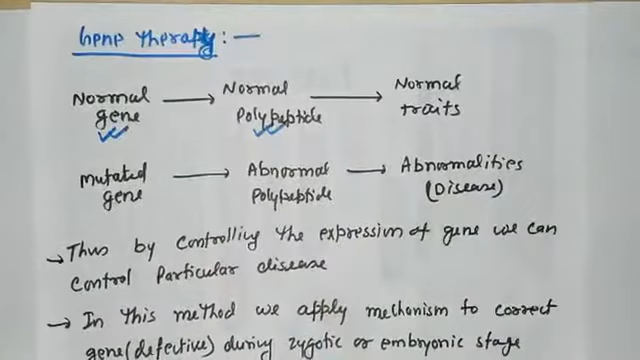 Gene Therapy :—
Normal gene → Normal Polypeptide → Normal traits
Mutated gene → Abnormal Polypeptide → Abnormalities (Disease)
→ Thus by controlling the expression of gene we can
control Particular disease
→ In this method we apply mechanism to correct
gene (defective) during zygotic or embryonic stage